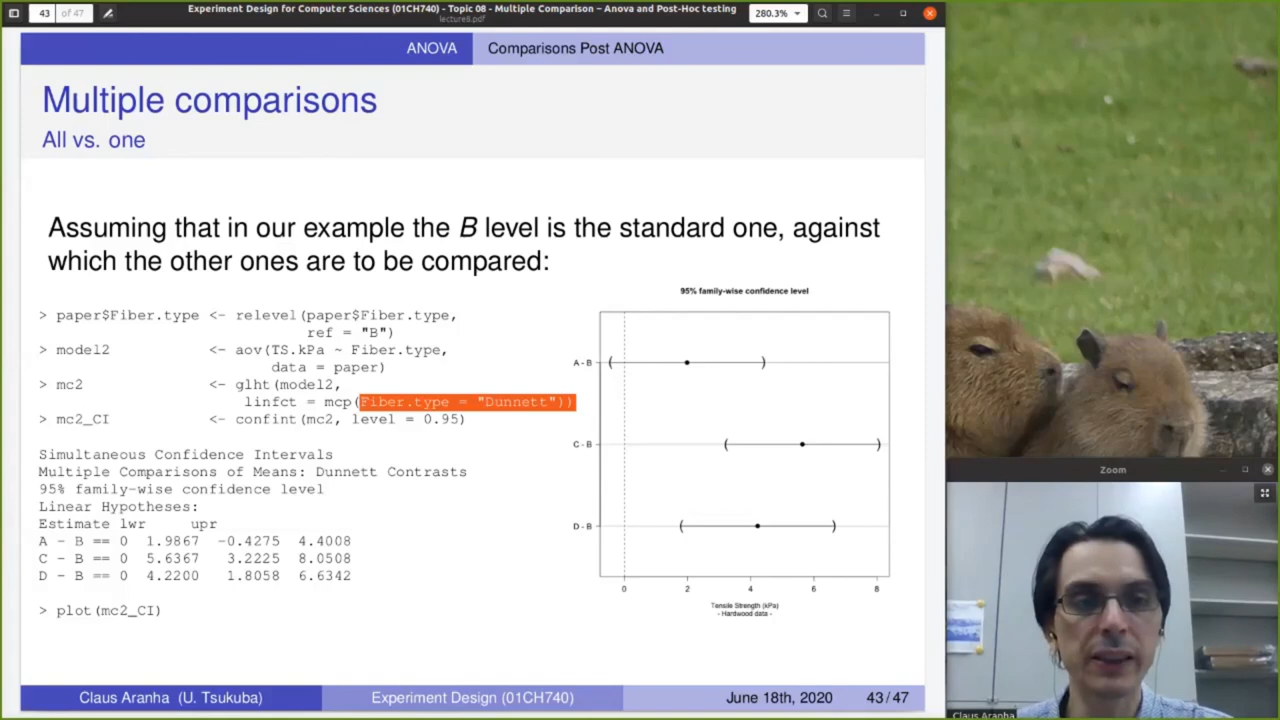 43 of 47
Experiment Design for Computer Sciences (01CH740) - Topic 08 - Multiple Comparison – Anova and Post-Hoc testing
lecture8.pdf
280.3%
ANOVA Comparisons Post ANOVA
Multiple comparisons
All vs. one
Assuming that in our example the B level is the standard one, against
which the other ones are to be compared:
> paper$Fiber.type <- relevel(paper$Fiber.type,
ref = "B")
> model2 <- aov(TS.kPa ~ Fiber.type,
data = paper)
> mc2 <- glht(model2,
linfct = mcp(Fiber.type = "Dunnett"))
> mc2_CI <- confint(mc2, level = 0.95)
Simultaneous Confidence Intervals
Multiple Comparisons of Means: Dunnett Contrasts
95% family-wise confidence level
Linear Hypotheses:
Estimate lwr upr
A - B == 0 1.9867 -0.4275 4.4008
C - B == 0 5.6367 3.2225 8.0508
D - B == 0 4.2200 1.8058 6.6342
> plot(mc2_CI)
95% family-wise confidence level
A - B
C - B
D - B
0 2 4 6 8
Tensile Strength (kPa)
- Hardwood data -
Claus Aranha (U. Tsukuba) Experiment Design (01CH740) June 18th, 2020 43/47
Zoom
Claus Aranha